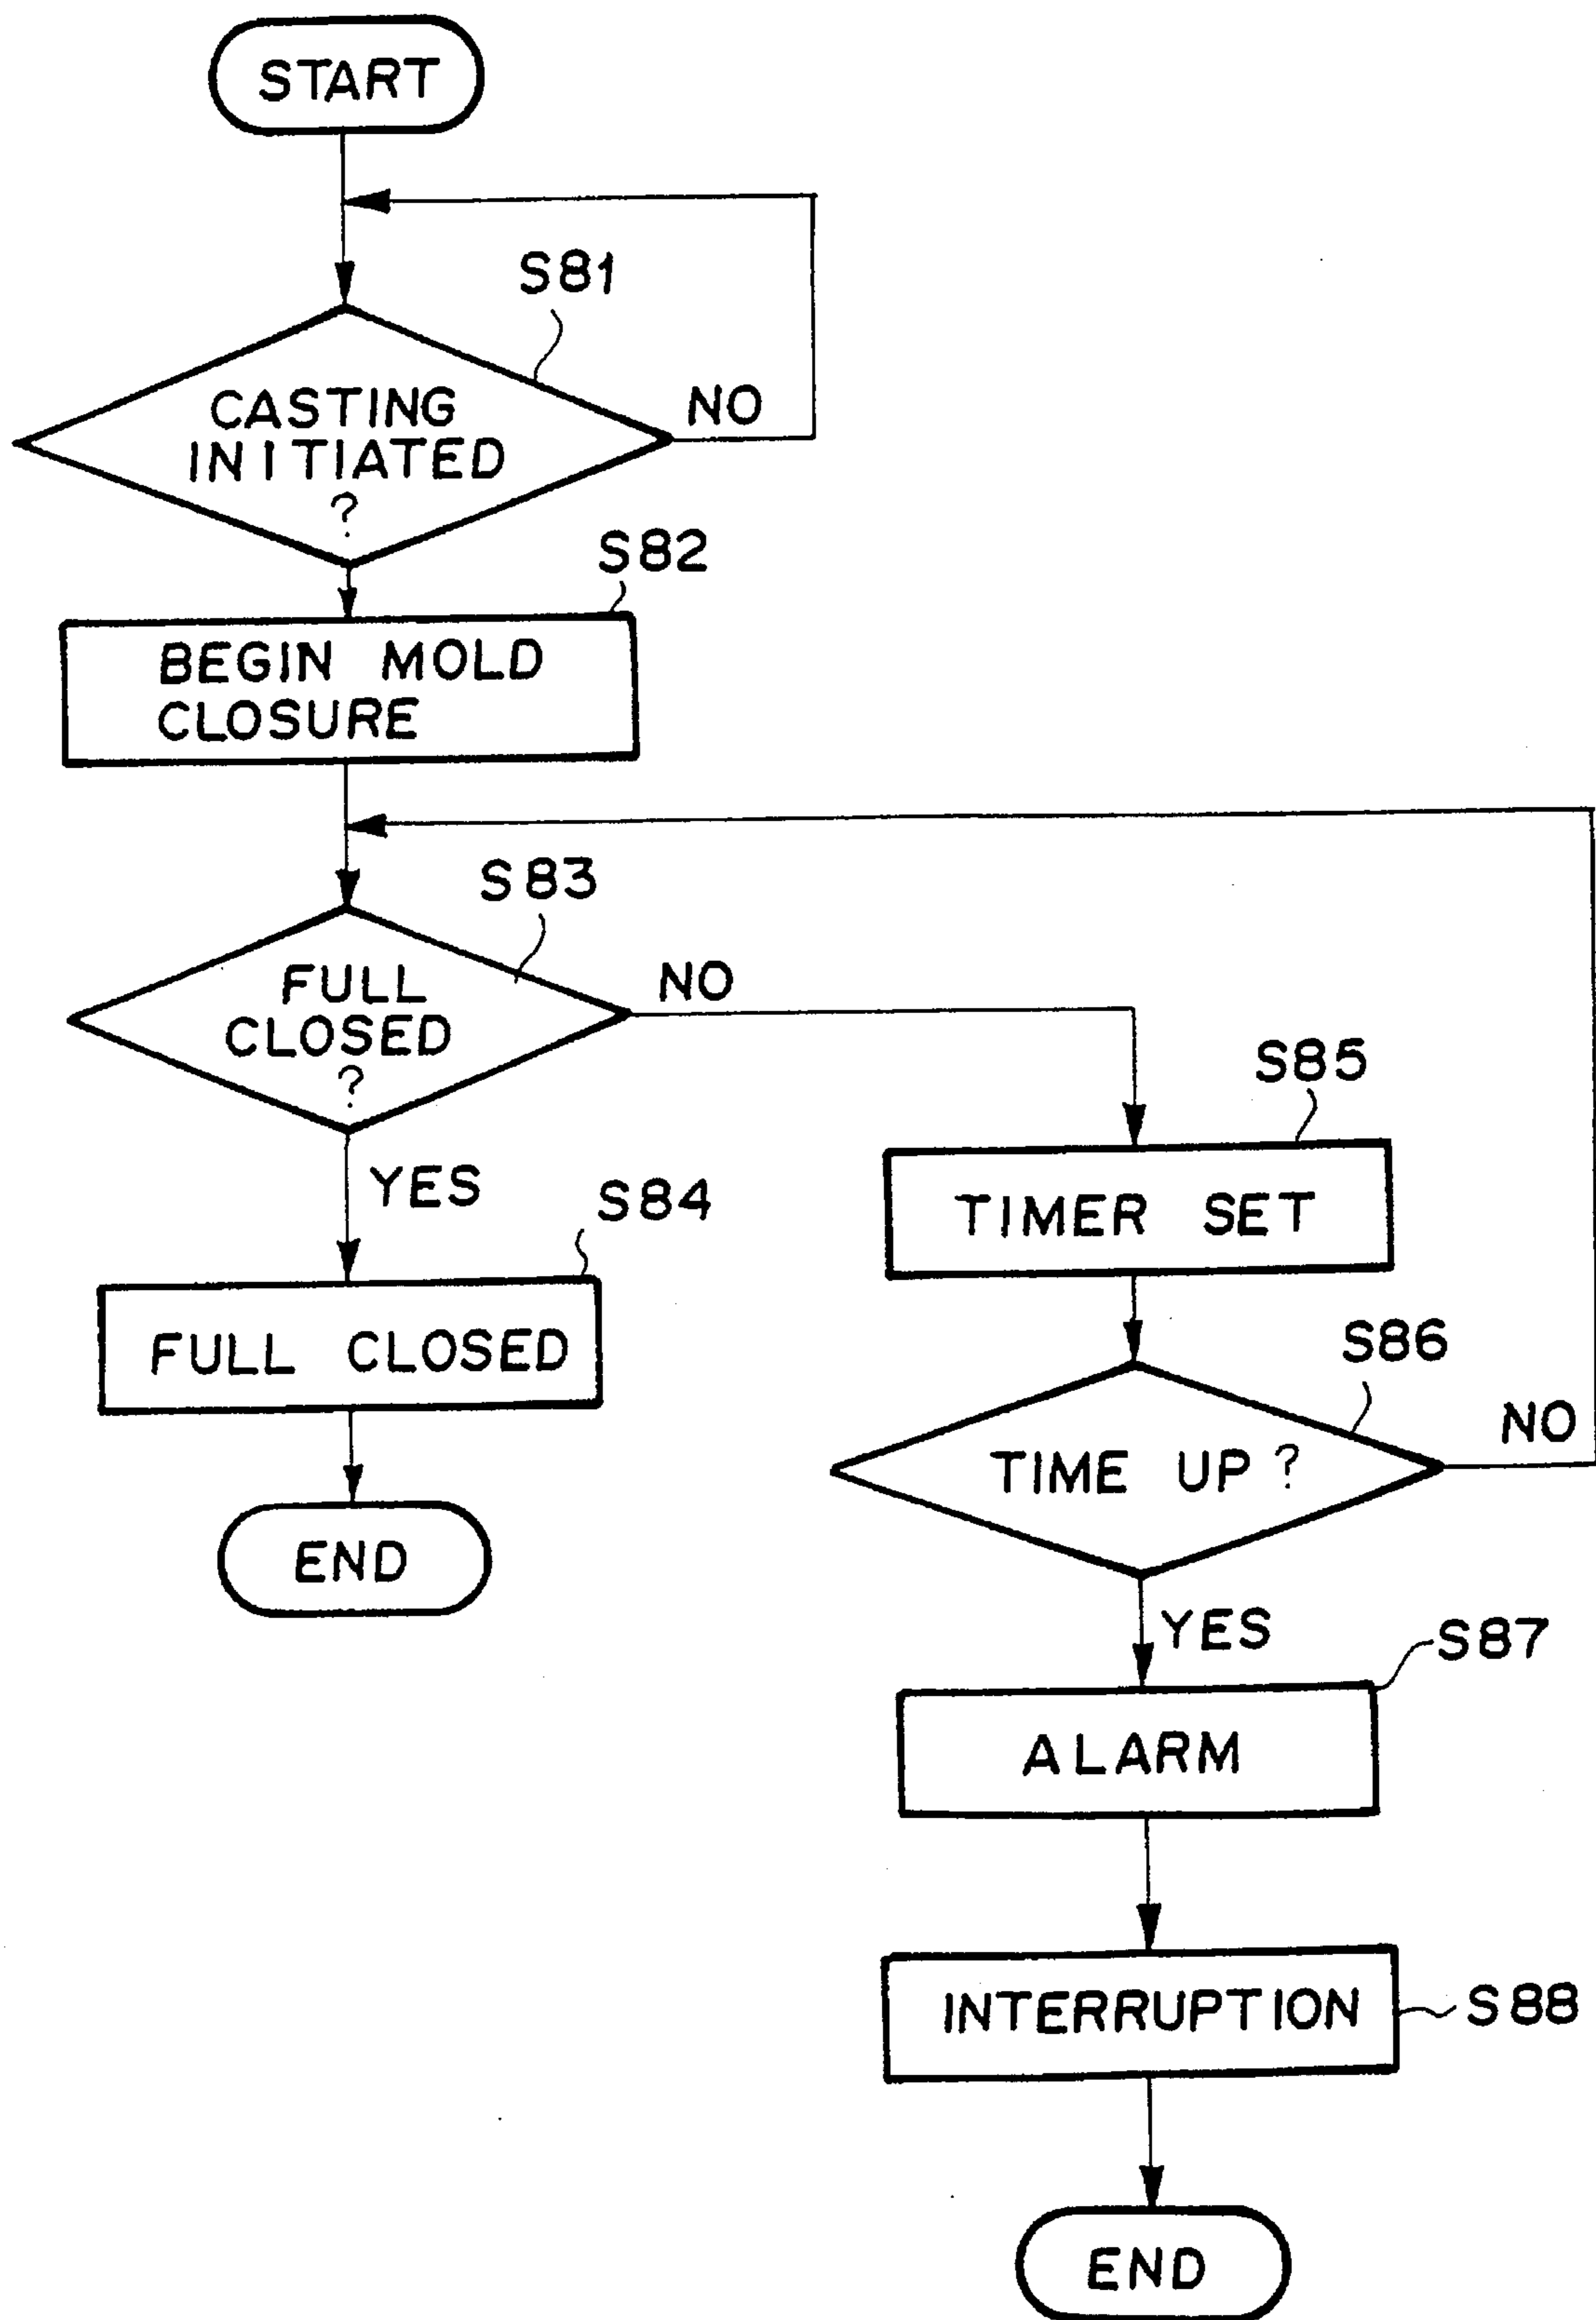 START
S81
CASTING
INITIATED
?
NO
S82
BEGIN MOLD
CLOSURE
S83
FULL
CLOSED
?
NO
YES
S84
FULL CLOSED
END
S85
TIMER SET
S86
TIME UP ?
NO
YES
S87
ALARM
INTERRUPTION
S88
END